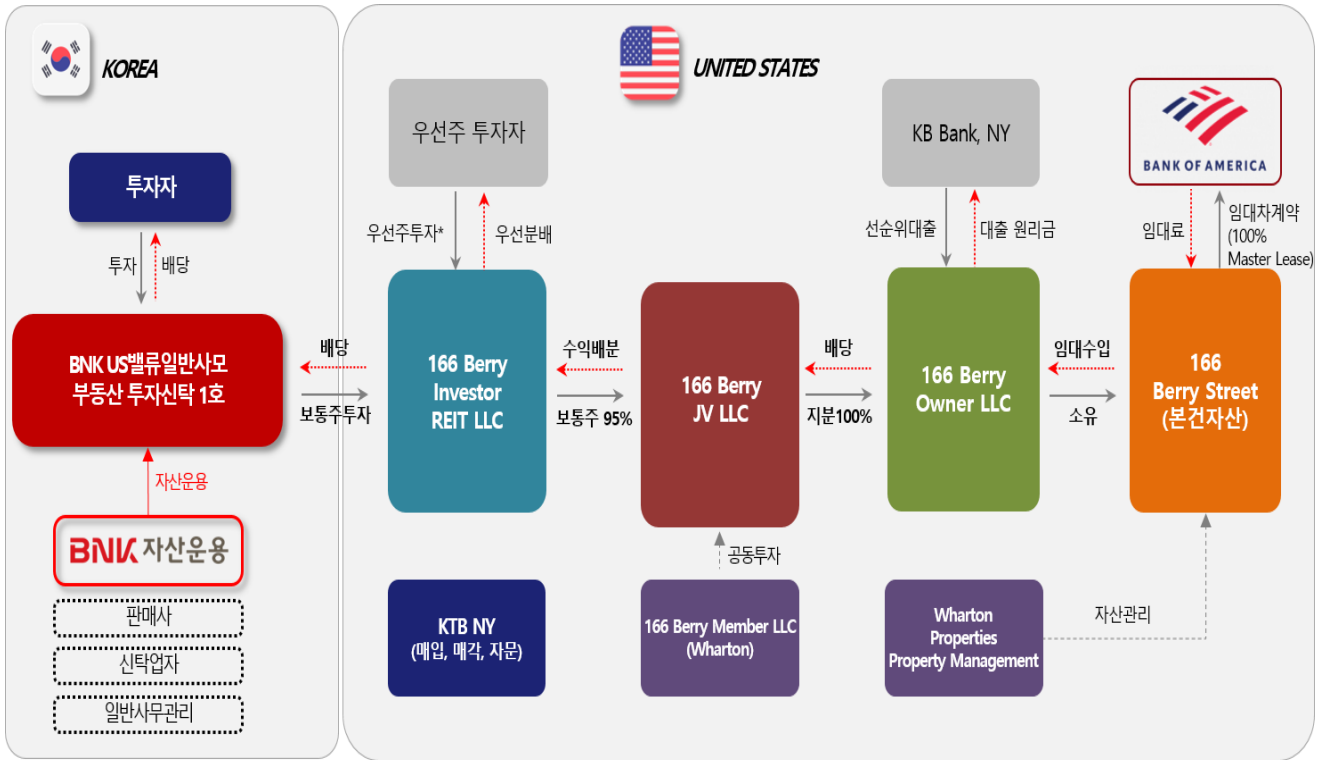 KOREA
투자자
투자
배당
BNK US밸류일반사모
부동산 투자신탁 1호
자산운용
BNK 자산운용
판매사
신탁업자
일반사무관리
배당
보통주투자
UNITED STATES
우선주 투자자
우선주투자*
우선분배
166 Berry
Investor
REIT LLC
수익배분
보통주 95%
KTB NY
(매입, 매각, 자문)
166 Berry
JV LLC
공동투자
166 Berry Member LLC
(Wharton)
배당
지분100%
KB Bank, NY
선순위대출
대출 원리금
166 Berry
Owner LLC
임대수입
소유
Wharton
Properties
Property Management
자산관리
BANK OF AMERICA
임대료
임대차계약
(100%
Master Lease)
166
Berry Street
(본건자산)